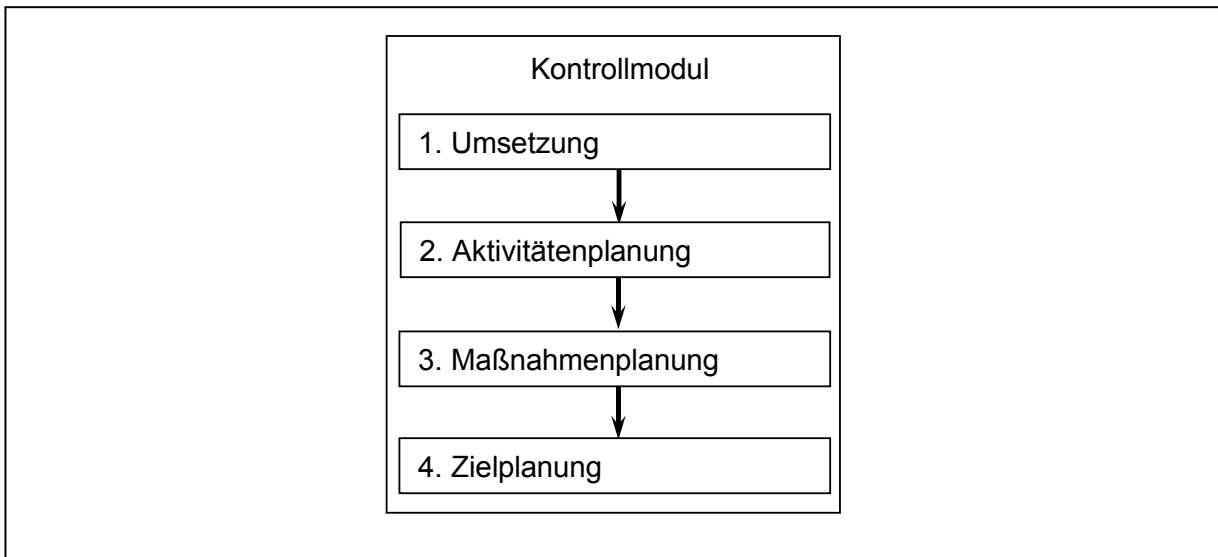 Kontrollmodul
1. Umsetzung
2. Aktivitätenplanung
3. Maßnahmenplanung
4. Zielplanung